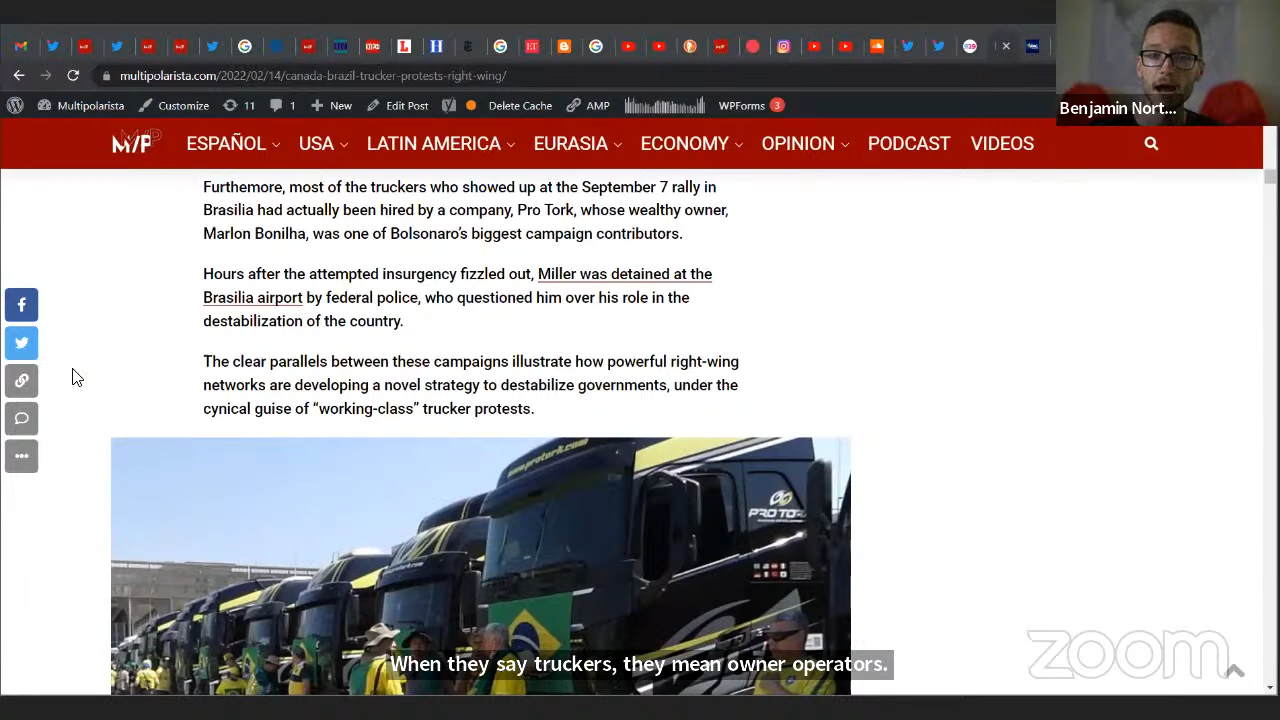 multipolarista.com/2022/02/14/canada-brazil-trucker-protests-right-wing/
Benjamin Nort...
Multipolarista
Customize
11
1
New
Edit Post
Delete Cache
AMP
WPForms
3
M/P
ESPAÑOL
USA
LATIN AMERICA
EURASIA
ECONOMY
OPINION
PODCAST
VIDEOS
Furthemore, most of the truckers who showed up at the September 7 rally in
Brasilia had actually been hired by a company, Pro Tork, whose wealthy owner,
Marlon Bonilha, was one of Bolsonaro’s biggest campaign contributors.
Hours after the attempted insurgency fizzled out, Miller was detained at the
Brasilia airport by federal police, who questioned him over his role in the
destabilization of the country.
The clear parallels between these campaigns illustrate how powerful right-wing
networks are developing a novel strategy to destabilize governments, under the
cynical guise of “working-class” trucker protests.
www.protork.com
PRO TORK
When they say truckers, they mean owner operators.
zoom